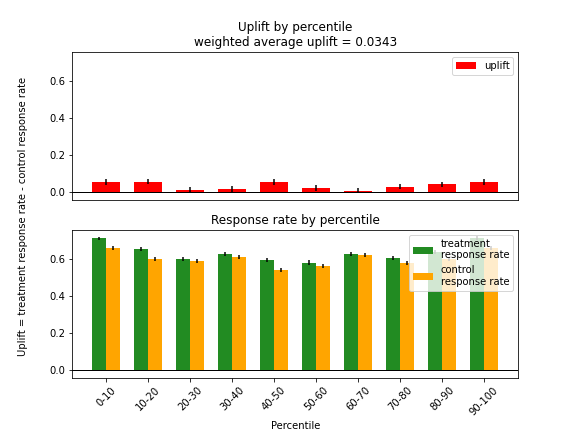 Uplift by percentile
weighted average uplift = 0.0343
uplift
0.6
0.4
0.2
0.0
Uplift = treatment response rate - control response rate
Response rate by percentile
treatment
response rate
control
response rate
0.6
0.4
0.2
0.0
0-10
10-20
20-30
30-40
40-50
50-60
60-70
70-80
80-90
90-100
Percentile